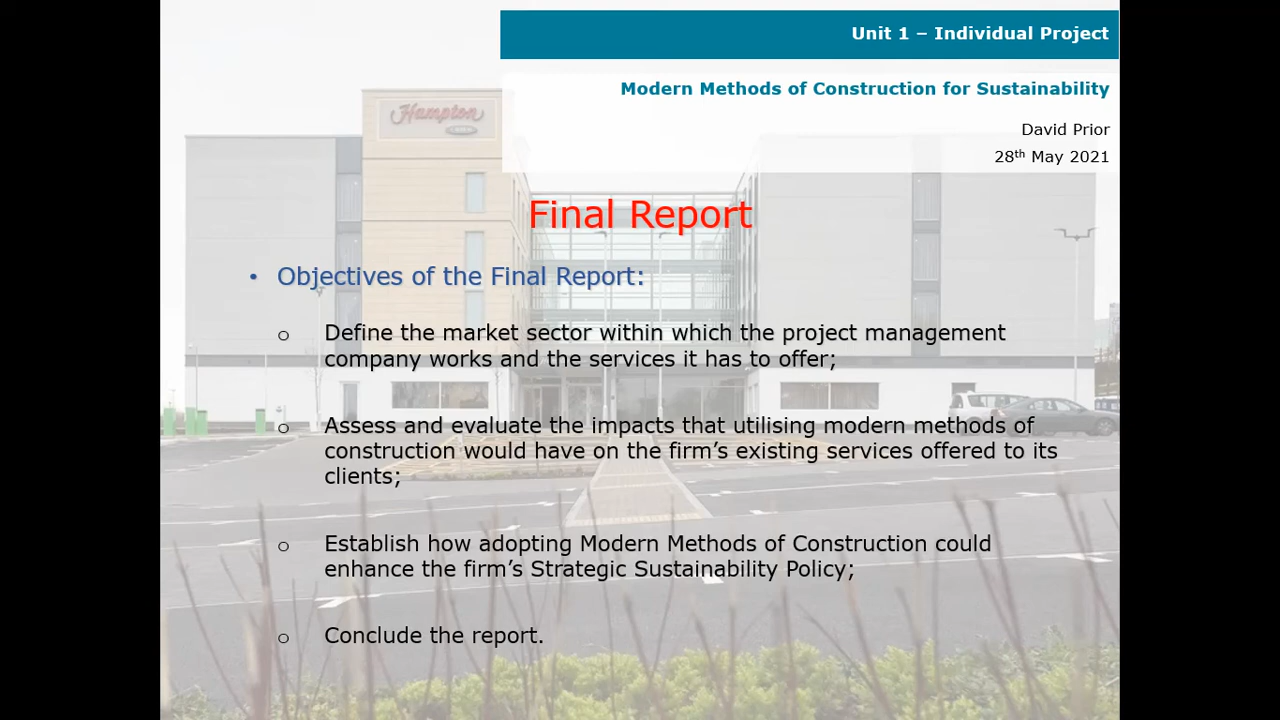 Unit 1 – Individual Project
Modern Methods of Construction for Sustainability
David Prior
28th May 2021
Hampton
Final Report
• Objectives of the Final Report:
o Define the market sector within which the project management
company works and the services it has to offer;
o Assess and evaluate the impacts that utilising modern methods of
construction would have on the firm’s existing services offered to its
clients;
o Establish how adopting Modern Methods of Construction could
enhance the firm’s Strategic Sustainability Policy;
o Conclude the report.